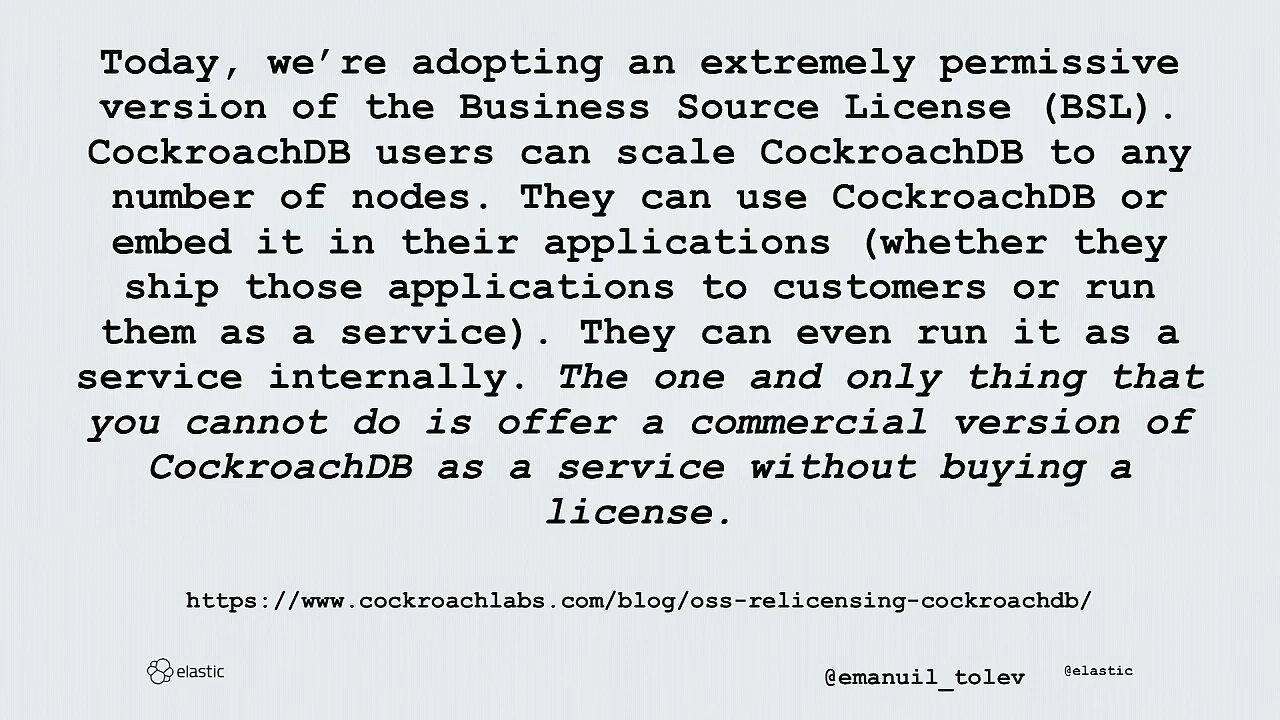 Today, we’re adopting an extremely permissive
version of the Business Source License (BSL).
CockroachDB users can scale CockroachDB to any
number of nodes. They can use CockroachDB or
embed it in their applications (whether they
ship those applications to customers or run
them as a service). They can even run it as a
service internally. The one and only thing that
you cannot do is offer a commercial version of
CockroachDB as a service without buying a
license.
https://www.cockroachlabs.com/blog/oss-relicensing-cockroachdb/
elastic
@emanuil_tolev
@elastic